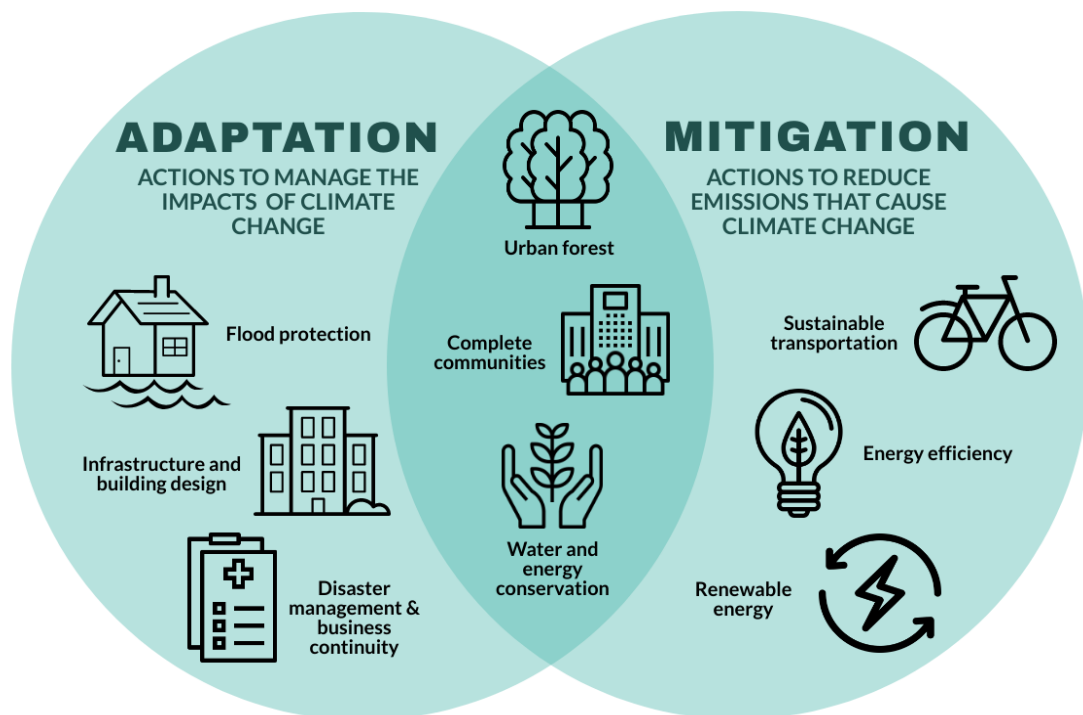 ADAPTATION
ACTIONS TO MANAGE THE
IMPACTS OF CLIMATE
CHANGE
Flood protection
Infrastructure and
building design
Disaster
management &
business
continuity
Urban forest
Complete
communities
Water and
energy
conservation
MITIGATION
ACTIONS TO REDUCE
EMISSIONS THAT CAUSE
CLIMATE CHANGE
Sustainable
transportation
Energy efficiency
Renewable
energy